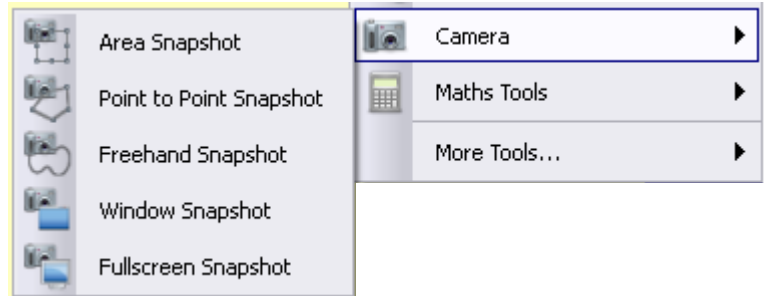 Area Snapshot
Point to Point Snapshot
Freehand Snapshot
Window Snapshot
Fullscreen Snapshot
Camera
Maths Tools
More Tools...